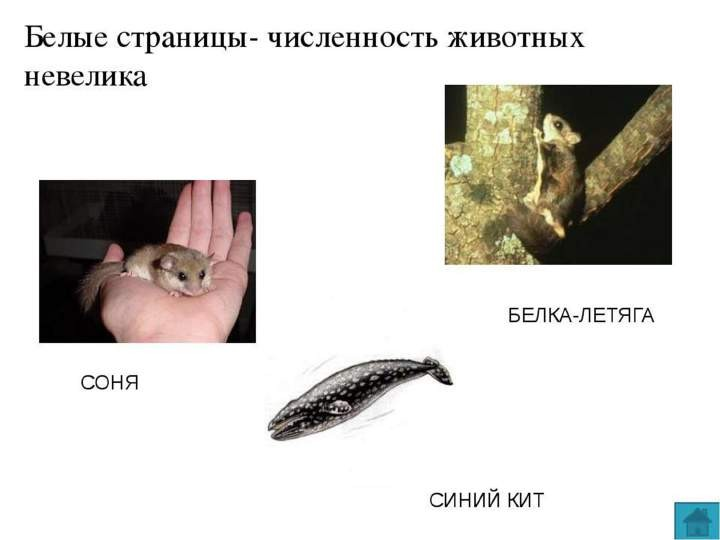 Белые страницы- численность животных
невелика
БЕЛКА-ЛЕТЯГА
СОНЯ
СИНИЙ КИТ